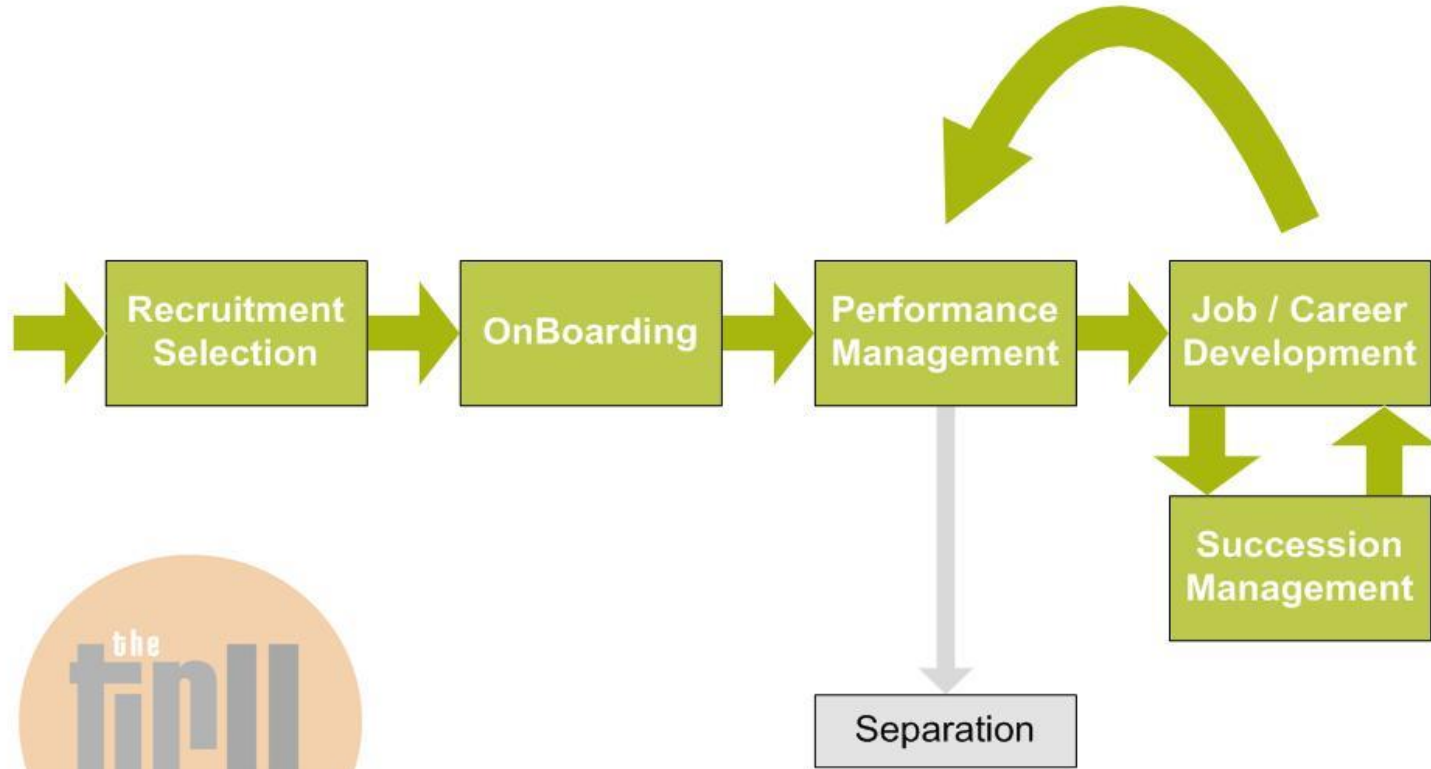 Recruitment
Selection
OnBoarding
Performance
Management
Job / Career
Development
Succession
Management
Separation
the